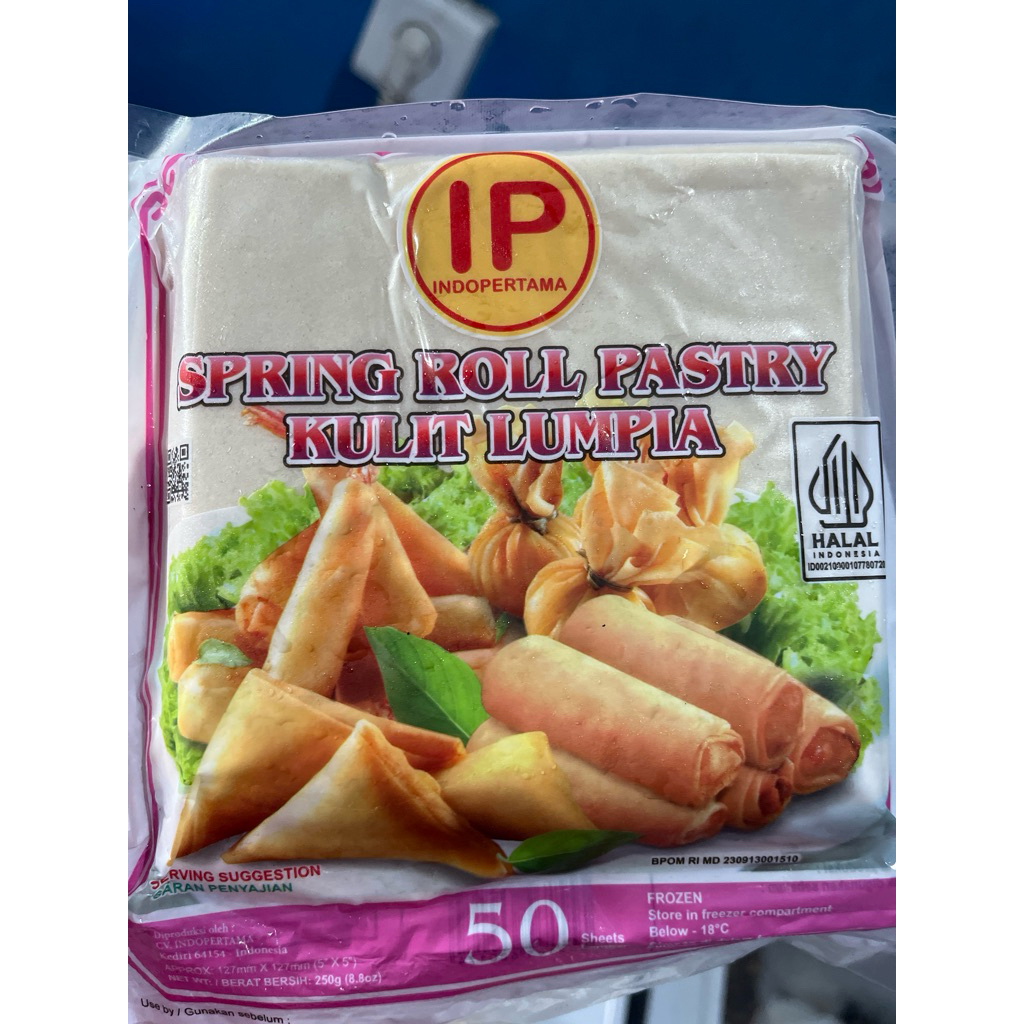 IP
INDOPERTAMA
SPRING ROLL PASTRY
KULIT LUMPIA
HALAL
INDONESIA
BPOM RI MD 230913001510
SERVING SUGGESTION
SARAN PENYAJIAN
Diproduksi oleh :
CV. INDOPERTAMA
Kediri 64154 - Indonesia
APPROX: 127mm X 127mm (5" X 5")
NET WT: / BERAT BERSIH: 250g (8.8oz)
50 Sheets
FROZEN
Store in freezer compartment
Below - 18°C
Use by / Gunakan sebelum :